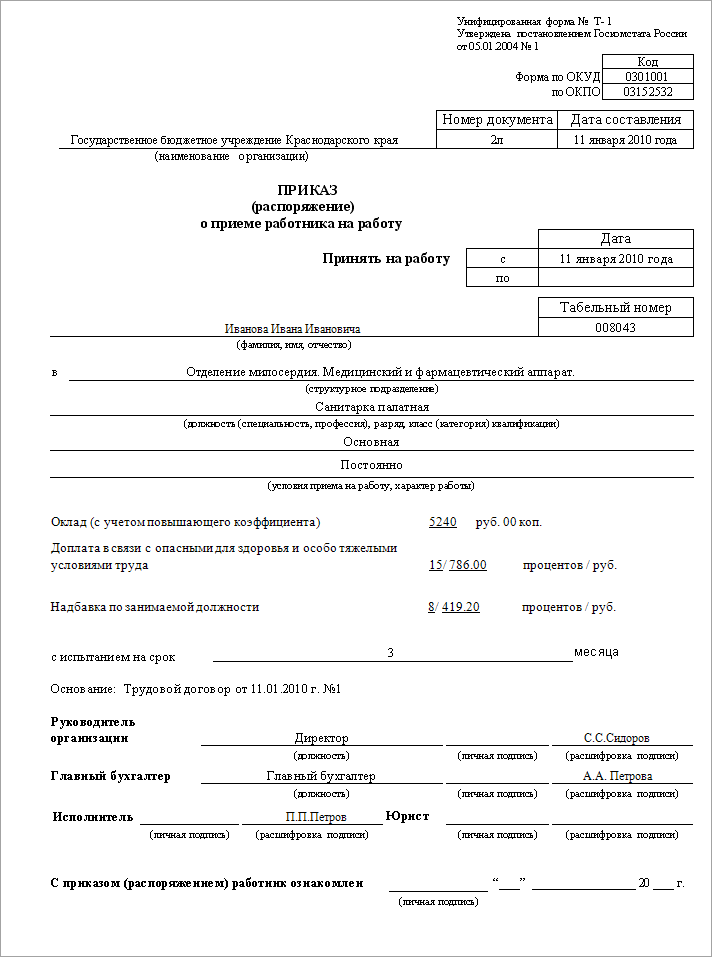 Унифицированная форма № Т- 1
Утверждена постановлением Госкомстата России
от 05.01.2004 № 1
Код
Форма по ОКУД 0301001
по ОКПО 03152532
Номер документа Дата составления
Государственное бюджетное учреждение Краснодарского края 2л 11 января 2010 года
(наименование организации)
ПРИКАЗ
(распоряжение)
о приеме работника на работу
Дата
Принять на работу с 11 января 2010 года
по
Табельный номер
Иванова Ивана Ивановича 008043
(фамилия, имя, отчество)
в Отделение милосердия. Медицинский и фармацевтический аппарат.
(структурное подразделение)
Санитарка палатная
(должность (специальность, профессия), разряд, класс (категория) квалификации)
Основная
Постоянно
(условия приема на работу, характер работы)
Оклад (с учетом повышающего коэффициента) 5240 руб. 00 коп.
Доплата в связи с опасными для здоровья и особо тяжелыми
условиями труда 15/ 786.00 процентов / руб.
Надбавка по занимаемой должности 8/ 419.20 процентов / руб.
с испытанием на срок 3 месяца
Основание: Трудовой договор от 11.01.2010 г. №1
Руководитель
организации Директор С.С.Сидоров
(должность) (личная подпись) (расшифровка подписи)
Главный бухгалтер Главный бухгалтер А.А. Петрова
(должность) (личная подпись) (расшифровка подписи)
Исполнитель П.П.Петров Юрист
(личная подпись) (расшифровка подписи) (личная подпись) (расшифровка подписи)
С приказом (распоряжением) работник ознакомлен “___” 20 ___ г.
(личная подпись)